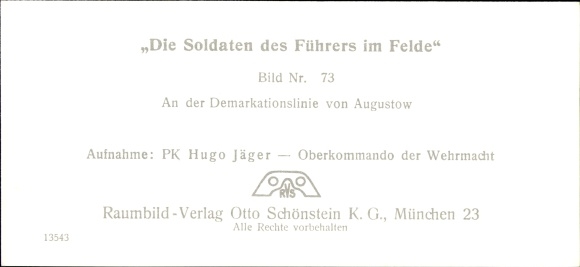 „Die Soldaten des Führers im Felde“
Bild Nr. 73
An der Demarkationslinie von Augustow
Aufnahme: PK Hugo Jäger — Oberkommando der Wehrmacht
RVS
Raumbild-Verlag Otto Schönstein K. G., München 23
Alle Rechte vorbehalten
13543